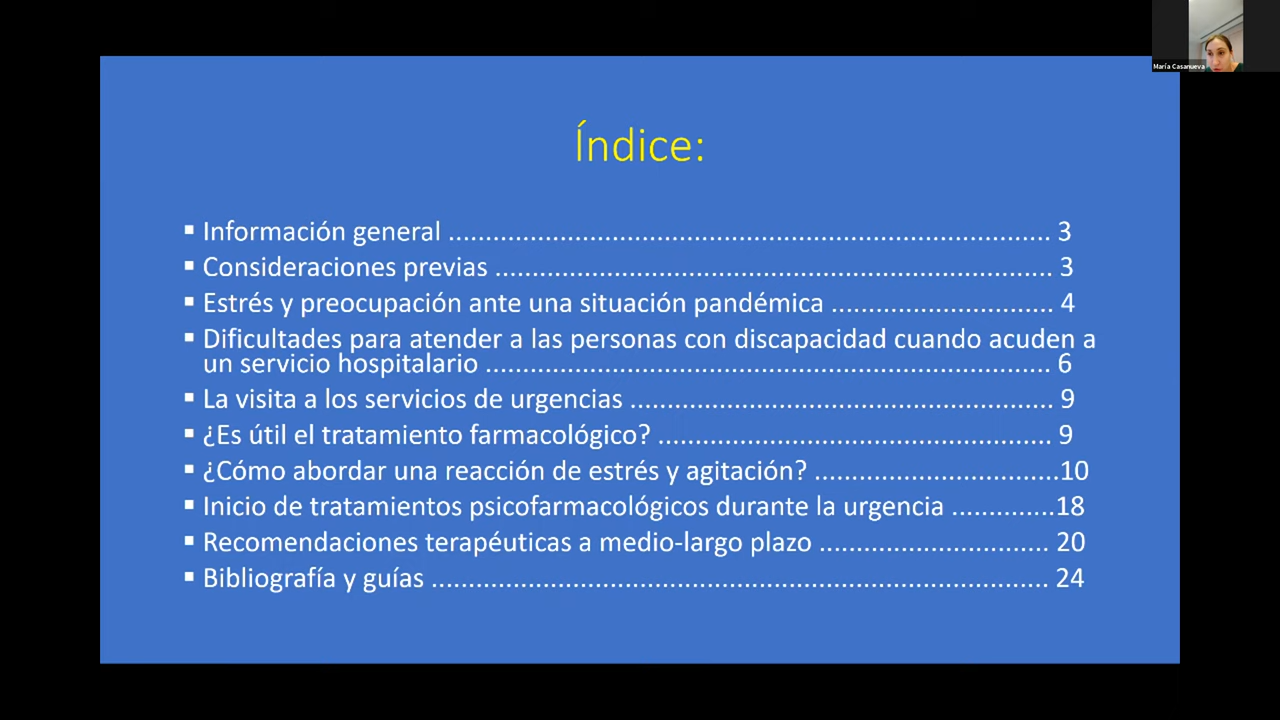 María Casanueva
Índice:
▪ Información general ................................................................................ 3
▪ Consideraciones previas .......................................................................... 3
▪ Estrés y preocupación ante una situación pandémica .............................. 4
▪ Dificultades para atender a las personas con discapacidad cuando acuden a
un servicio hospitalario ........................................................................... 6
▪ La visita a los servicios de urgencias ........................................................ 9
▪ ¿Es útil el tratamiento farmacológico? .................................................... 9
▪ ¿Cómo abordar una reacción de estrés y agitación? .................................10
▪ Inicio de tratamientos psicofarmacológicos durante la urgencia ..............18
▪ Recomendaciones terapéuticas a medio-largo plazo ............................... 20
▪ Bibliografía y guías .................................................................................. 24